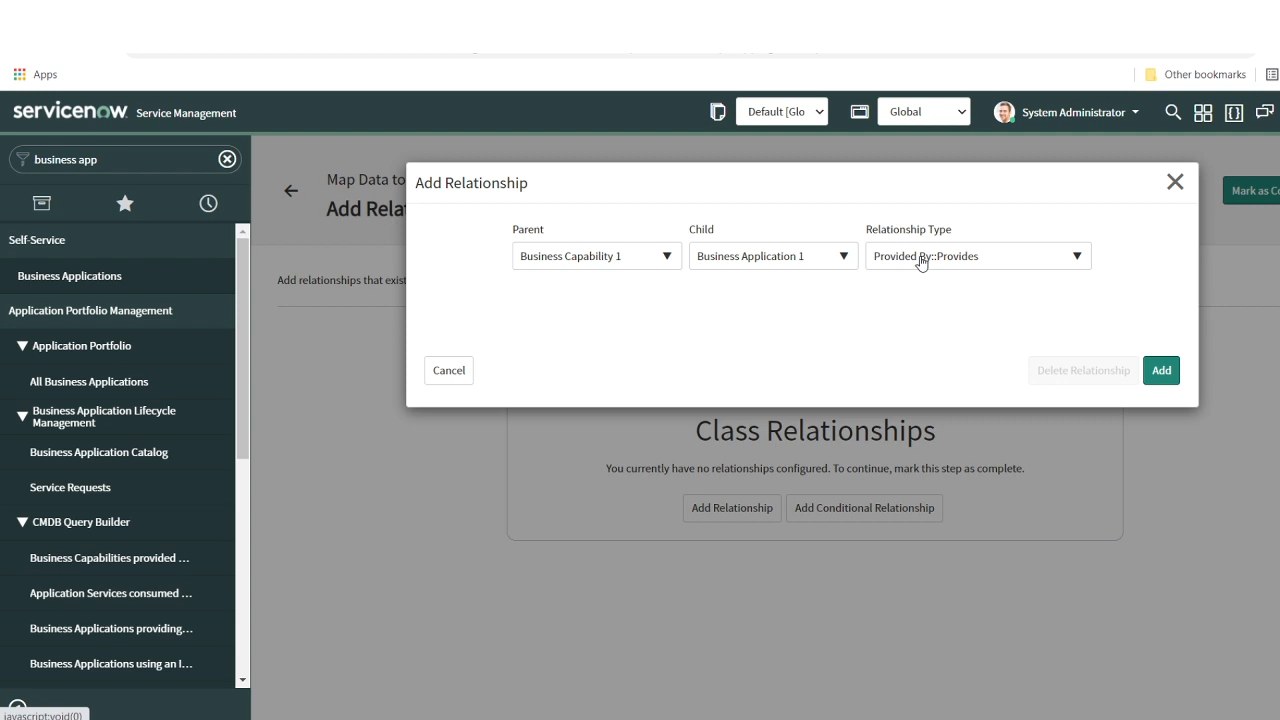 Apps
Other bookmarks
servicenow Service Management
Default [Glo
Global
System Administrator
business app
Self-Service
Business Applications
Application Portfolio Management
Application Portfolio
All Business Applications
Business Application Lifecycle
Management
Business Application Catalog
Service Requests
CMDB Query Builder
Business Capabilities provided ...
Application Services consumed ...
Business Applications providing...
Business Applications using an I...
javascript:void(0)
Map Data to
Add Rela
Mark as Co
Add relationships that exist
Add Relationship
Parent
Child
Relationship Type
Business Capability 1
Business Application 1
Provided By::Provides
Cancel
Delete Relationship
Add
Class Relationships
You currently have no relationships configured. To continue, mark this step as complete.
Add Relationship
Add Conditional Relationship